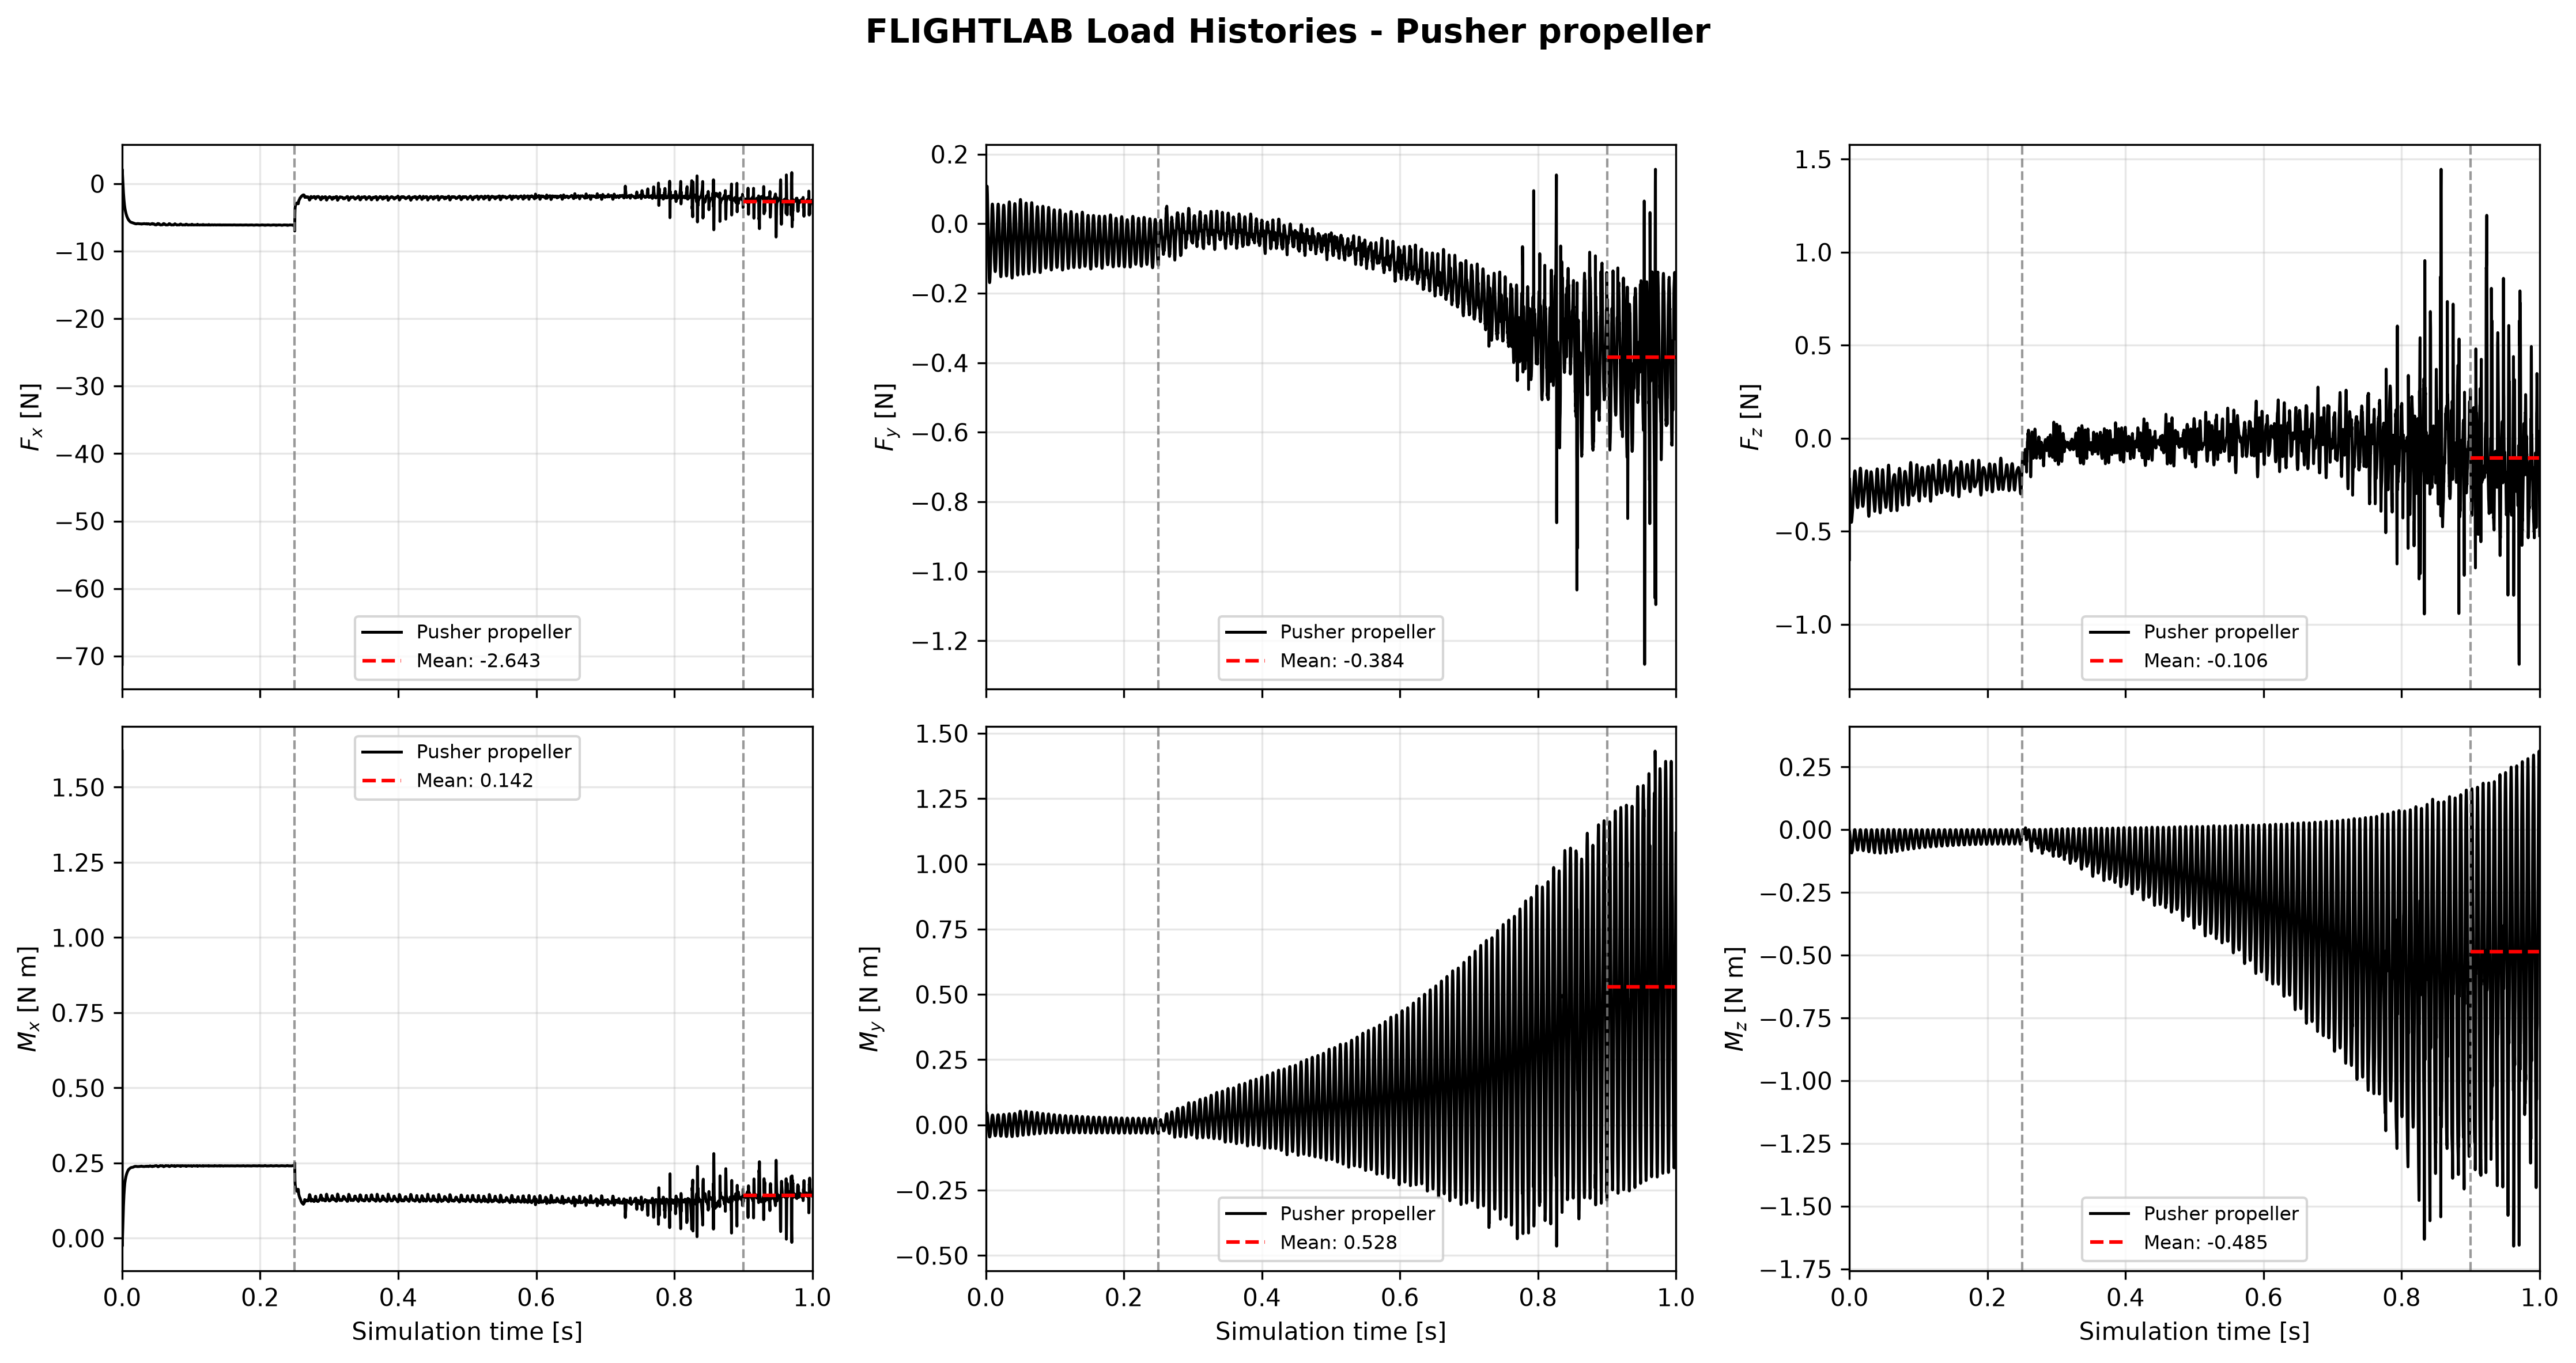 FLIGHTLAB Load Histories - Pusher propeller
F_x [N]
0
−10
−20
−30
−40
−50
−60
−70
Pusher propeller
Mean: -2.643
F_y [N]
0.2
0.0
−0.2
−0.4
−0.6
−0.8
−1.0
−1.2
Pusher propeller
Mean: -0.384
F_z [N]
1.5
1.0
0.5
0.0
−0.5
−1.0
Pusher propeller
Mean: -0.106
M_x [N m]
1.50
1.25
1.00
0.75
0.50
0.25
0.00
Pusher propeller
Mean: 0.142
0.0 0.2 0.4 0.6 0.8 1.0
Simulation time [s]
M_y [N m]
1.50
1.25
1.00
0.75
0.50
0.25
0.00
−0.25
−0.50
Pusher propeller
Mean: 0.528
0.0 0.2 0.4 0.6 0.8 1.0
Simulation time [s]
M_z [N m]
0.25
0.00
−0.25
−0.50
−0.75
−1.00
−1.25
−1.50
−1.75
Pusher propeller
Mean: -0.485
0.0 0.2 0.4 0.6 0.8 1.0
Simulation time [s]